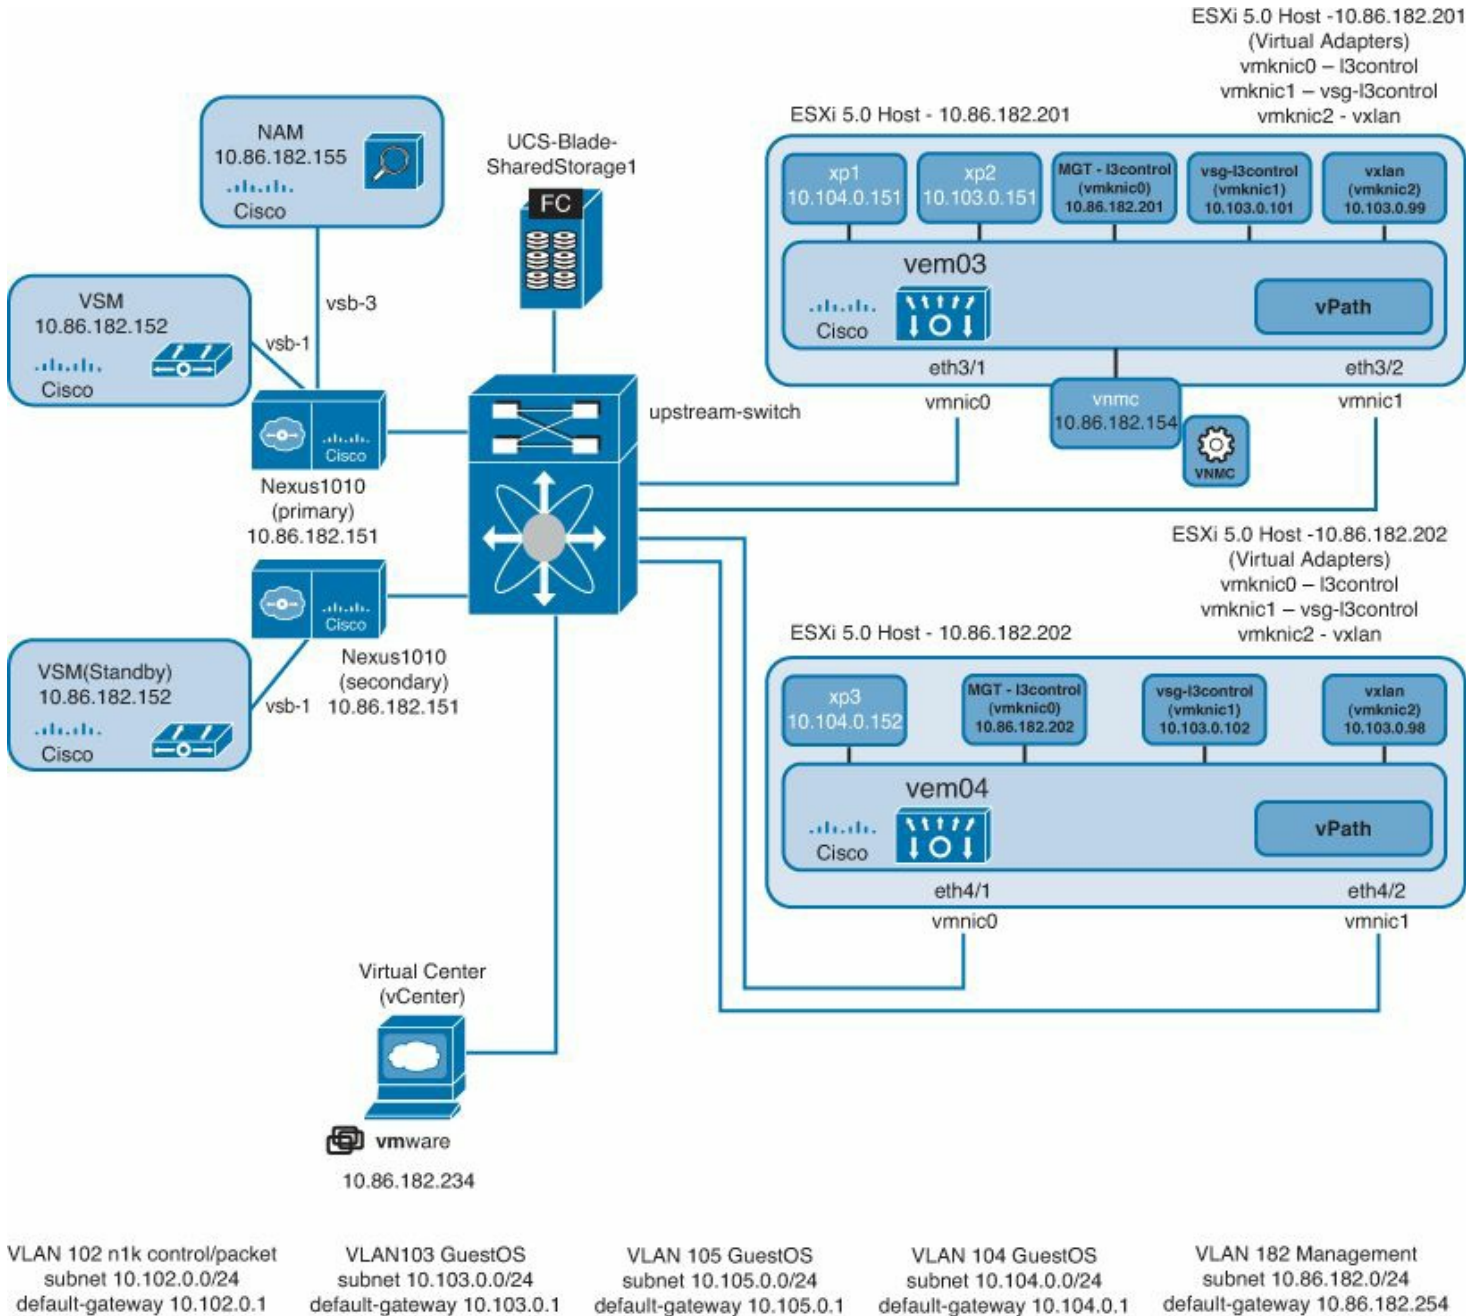 ESXi 5.0 Host -10.86.182.201
(Virtual Adapters)
vmknic0 – l3control
vmknic1 – vsg-l3control
vmknic2 - vxlan
ESXi 5.0 Host - 10.86.182.201
NAM
10.86.182.155
Cisco
UCS-Blade-
SharedStorage1
FC
xp1
10.104.0.151
xp2
10.103.0.151
MGT - l3control
(vmknic0)
10.86.182.201
vsg-l3control
(vmknic1)
10.103.0.101
vxlan
(vmknic2)
10.103.0.99
vem03
Cisco
vPath
eth3/1
eth3/2
vmnic0
vmnic1
vnmc
10.86.182.154
VNMC
vsb-3
VSM
10.86.182.152
Cisco
vsb-1
Cisco
upstream-switch
Nexus1010
(primary)
10.86.182.151
Cisco
Nexus1010
(secondary)
10.86.182.151
VSM(Standby)
10.86.182.152
Cisco
vsb-1
ESXi 5.0 Host -10.86.182.202
(Virtual Adapters)
vmknic0 – l3control
vmknic1 – vsg-l3control
vmknic2 - vxlan
ESXi 5.0 Host - 10.86.182.202
xp3
10.104.0.152
MGT - l3control
(vmknic0)
10.86.182.202
vsg-l3control
(vmknic1)
10.103.0.102
vxlan
(vmknic2)
10.103.0.98
vem04
Cisco
vPath
eth4/1
eth4/2
vmnic0
vmnic1
Virtual Center
(vCenter)
vmware
10.86.182.234
VLAN 102 n1k control/packet
subnet 10.102.0.0/24
default-gateway 10.102.0.1
VLAN103 GuestOS
subnet 10.103.0.0/24
default-gateway 10.103.0.1
VLAN 105 GuestOS
subnet 10.105.0.0/24
default-gateway 10.105.0.1
VLAN 104 GuestOS
subnet 10.104.0.0/24
default-gateway 10.104.0.1
VLAN 182 Management
subnet 10.86.182.0/24
default-gateway 10.86.182.254